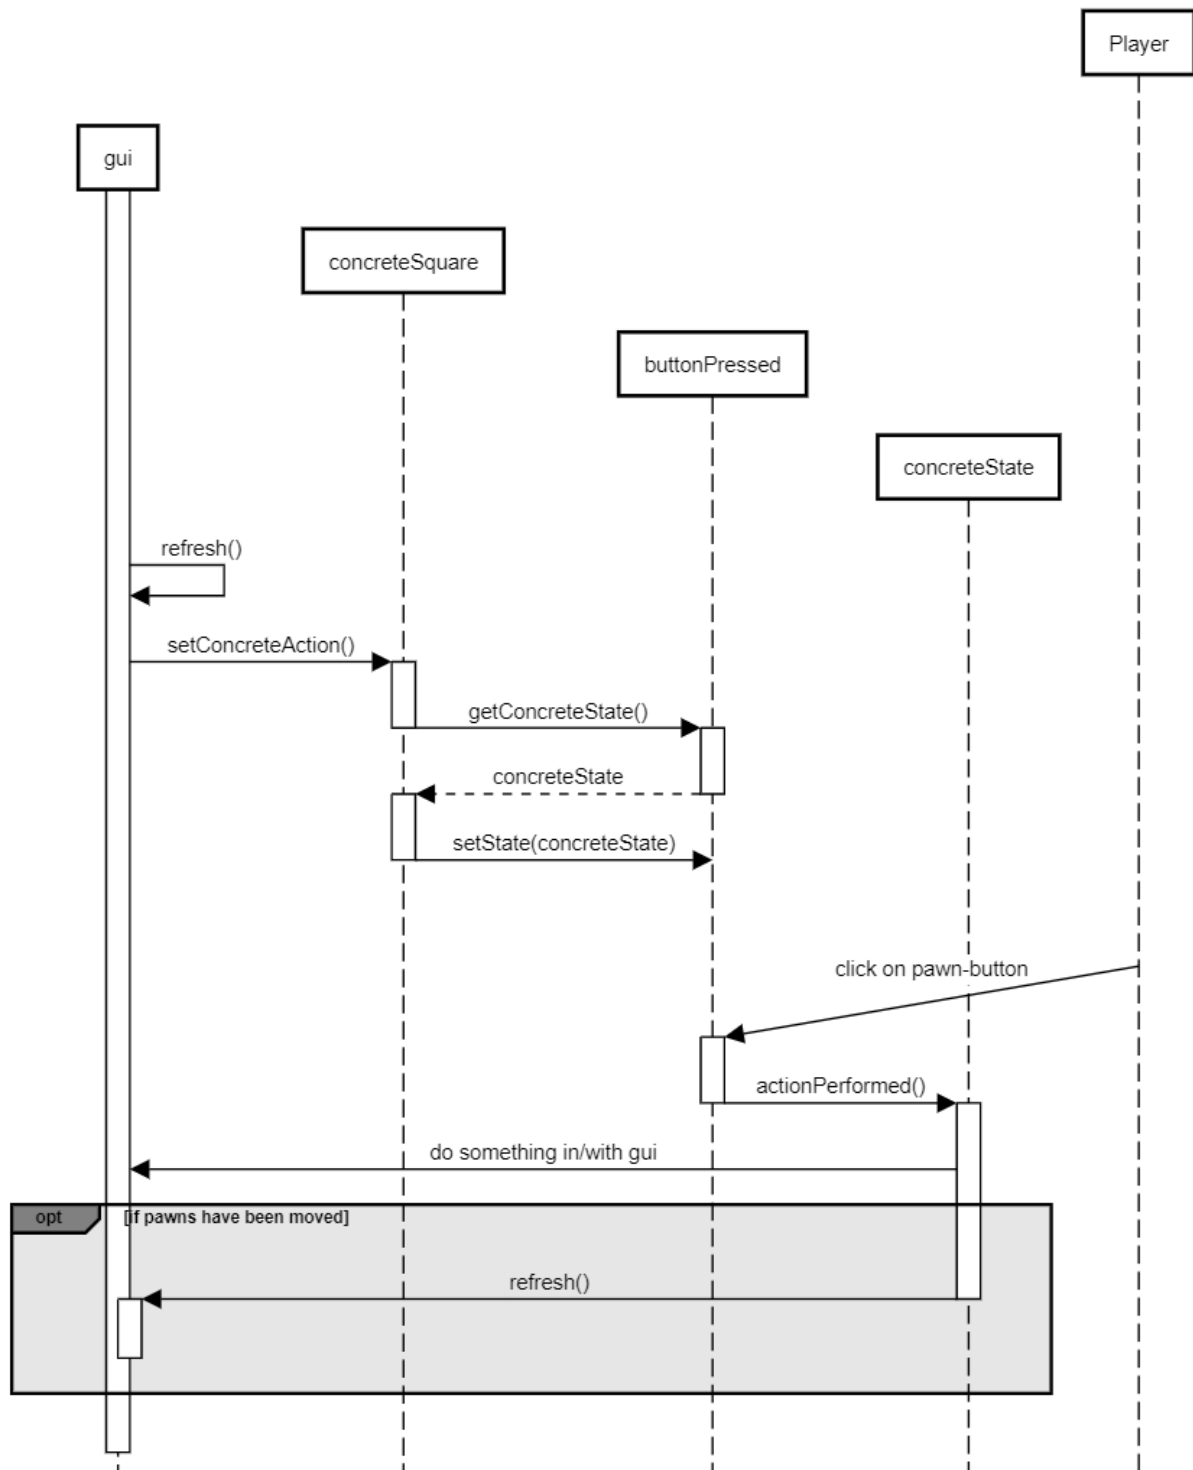 Player
gui
concreteSquare
buttonPressed
concreteState
refresh()
setConcreteAction()
getConcreteState()
concreteState
setState(concreteState)
click on pawn-button
actionPerformed()
do something in/with gui
opt [if pawns have been moved]
refresh()